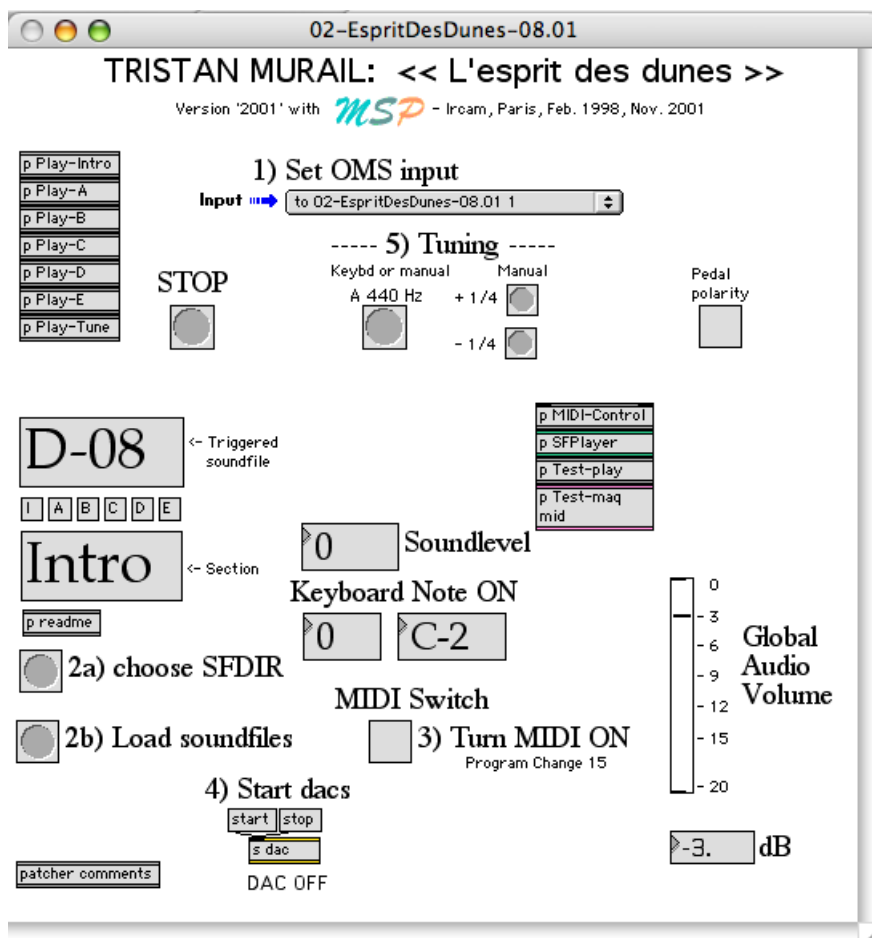 02-EspritDesDunes-08.01
TRISTAN MURAIL: << L'esprit des dunes >>
Version '2001' with MSP - Ircam, Paris, Feb. 1998, Nov. 2001
p Play-Intro
p Play-A
p Play-B
p Play-C
p Play-D
p Play-E
p Play-Tune
1) Set OMS input
Input to 02-EspritDesDunes-08.01 1
----- 5) Tuning -----
Keybd or manual Manual
STOP
A 440 Hz + 1/4
- 1/4
Pedal
polarity
p MIDI-Control
p SFPlayer
p Test-play
p Test-maq
mid
D-08 <- Triggered
soundfile
I A B C D E
Intro <- Section
0 Soundlevel
Keyboard Note ON
0 C-2
p readme
2a) choose SFDIR
MIDI Switch
2b) Load soundfiles
3) Turn MIDI ON
Program Change 15
4) Start dacs
start stop
s dac
DAC OFF
patcher comments
0
- 3
- 6
- 9
- 12
- 15
- 20
Global
Audio
Volume
-3. dB